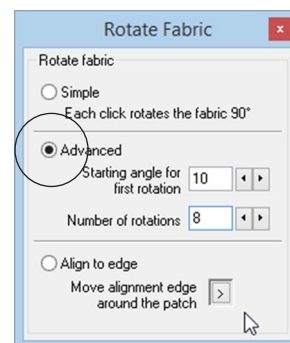 Rotate Fabric
x
Rotate fabric
Simple
Each click rotates the fabric 90°
Advanced
Starting angle for
first rotation
10
Number of rotations
8
Align to edge
Move alignment edge
around the patch
>